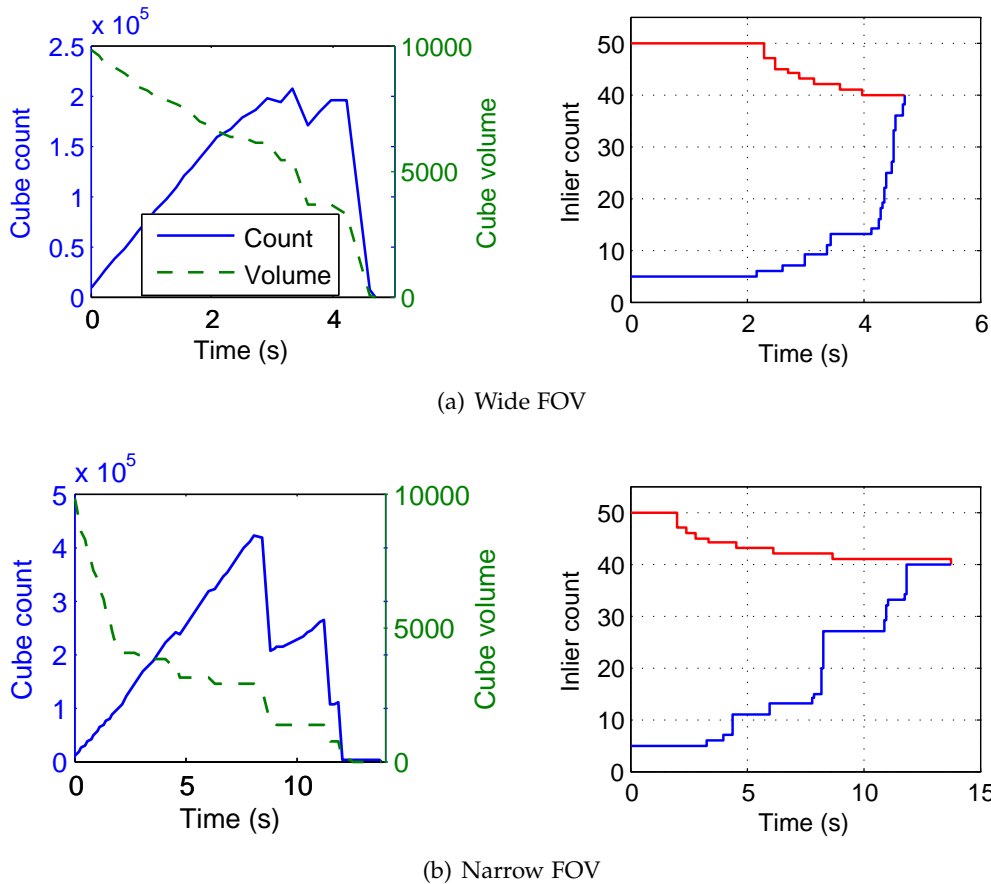 x 10^5
2.5
2
1.5
1
0.5
0
Cube count
0 2 4
Time (s)
10000
5000
0
Cube volume
Count
Volume
50
40
30
20
10
0
Inlier count
0 2 4 6
Time (s)
(a) Wide FOV
x 10^5
5
4
3
2
1
0
Cube count
0 5 10
Time (s)
10000
5000
0
Cube volume
50
40
30
20
10
0
Inlier count
0 5 10 15
Time (s)
(b) Narrow FOV